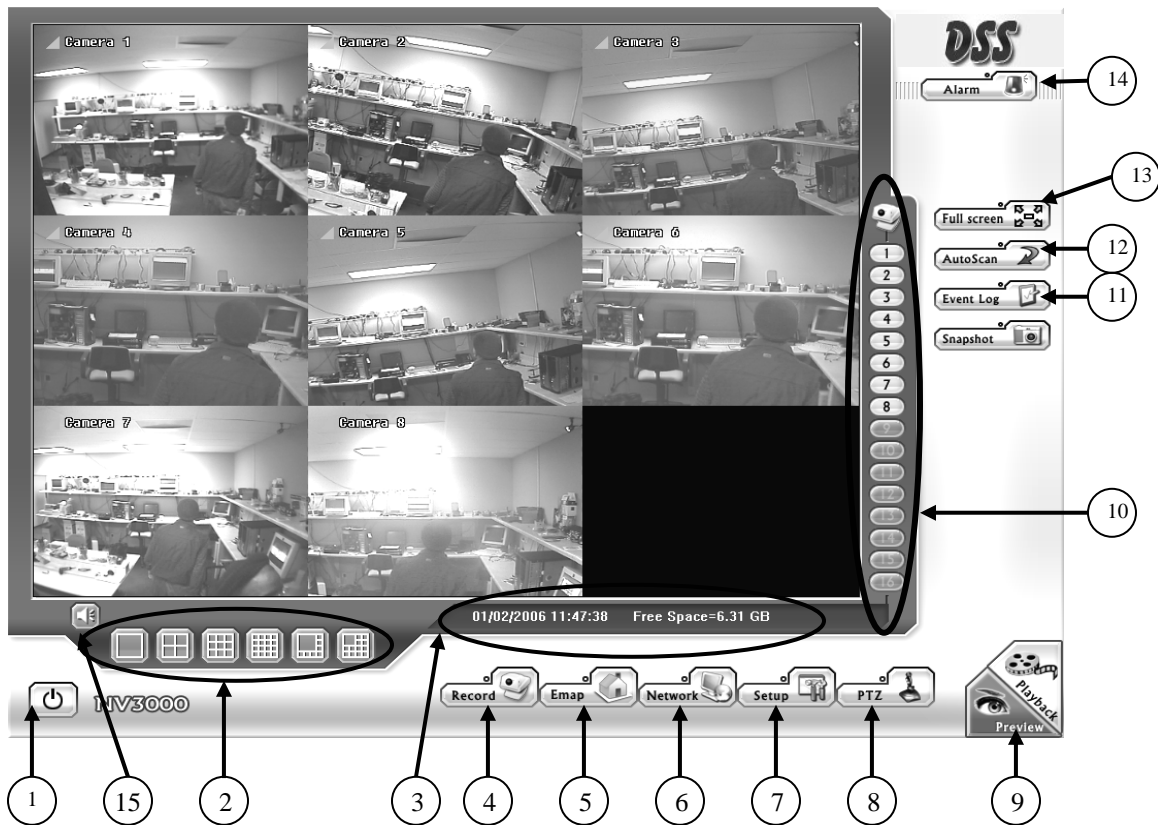 Camera 1
Camera 2
Camera 3
DSS
Alarm
14
13
Full screen
1
AutoScan
12
2
Event Log
11
3
Camera 4
Camera 5
Camera 6
4
Snapshot
5
6
7
8
Camera 7
Camera 8
9
10
11
12
13
10
14
15
16
01/02/2006 11:47:38 Free Space=6.31 GB
NV3000
Record
Emap
Network
Setup
PTZ
Playback
Preview
1
15
2
3
4
5
6
7
8
9